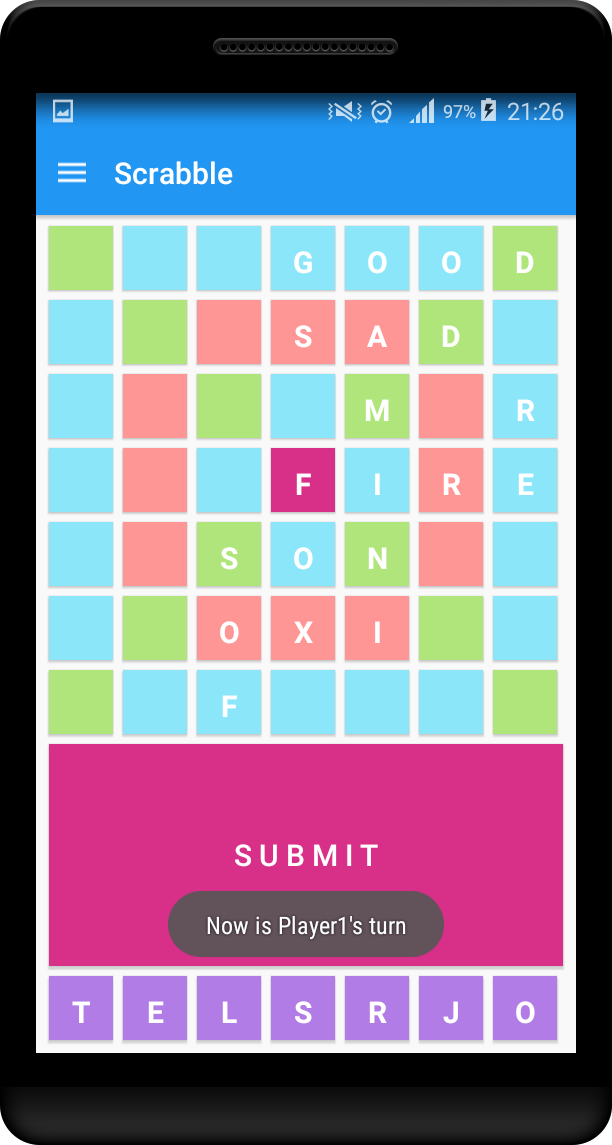 97% 21:26
Scrabble
G O O D
S A D
M R
F I R E
S O N
O X I
F
SUBMIT
Now is Player1's turn
T E L S R J O